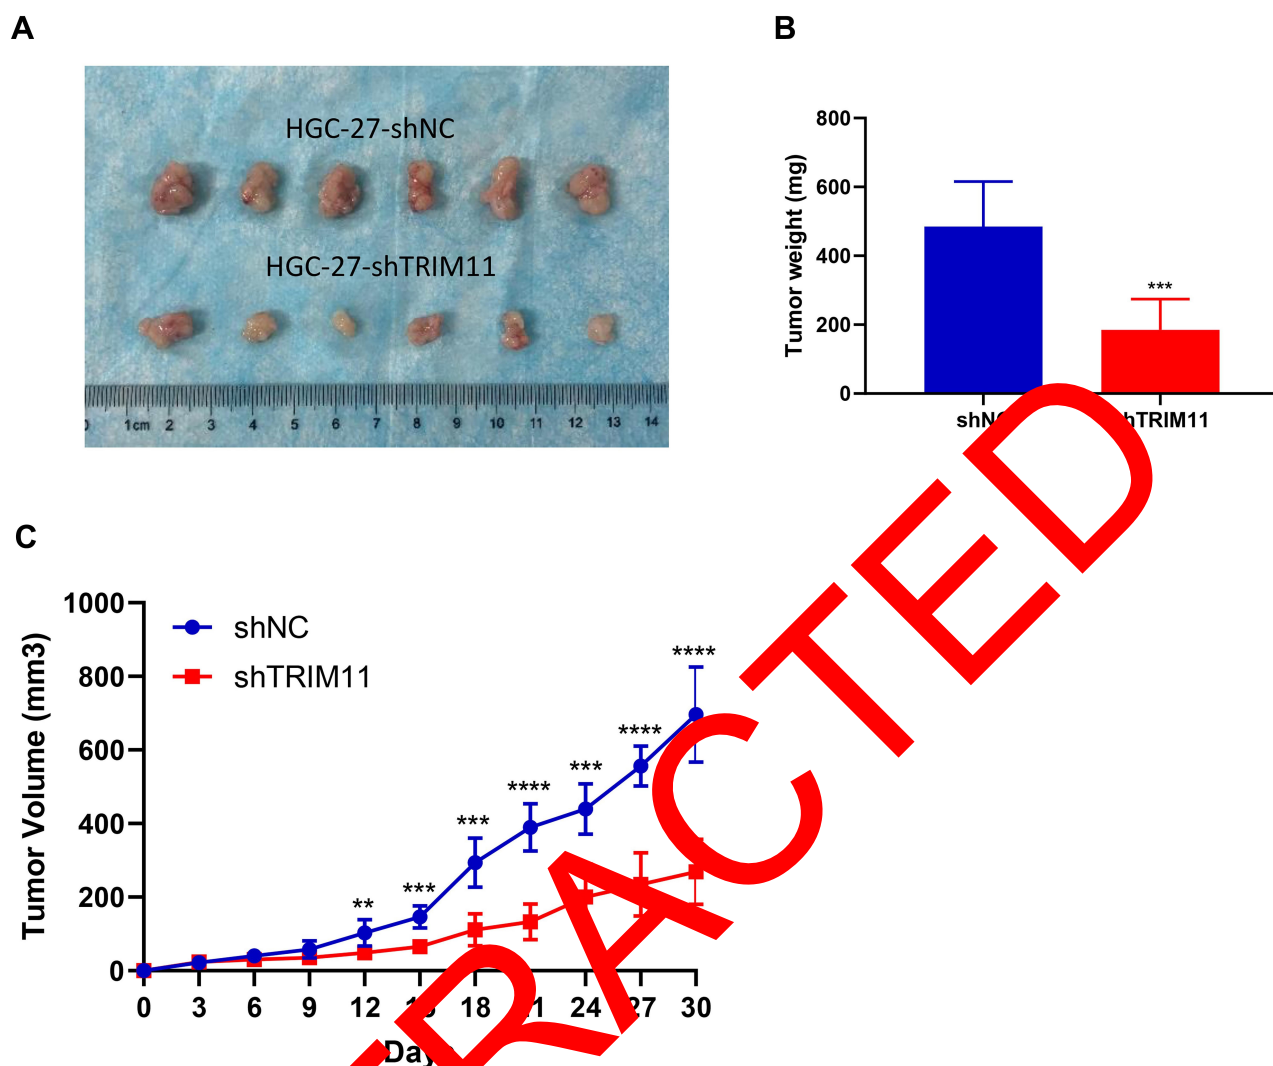 A
B
HGC-27-shNC
HGC-27-shTRIM11
1cm 2 3 4 5 6 7 8 9 10 11 12 13 14
Tumor weight (mg)
800
600
400
200
0
***
C
Tumor Volume (mm3)
1000
800
600
400
200
0
shNC
shTRIM11
** *** *** **** *** **** ****
0 3 6 9 12 18 24 27 30